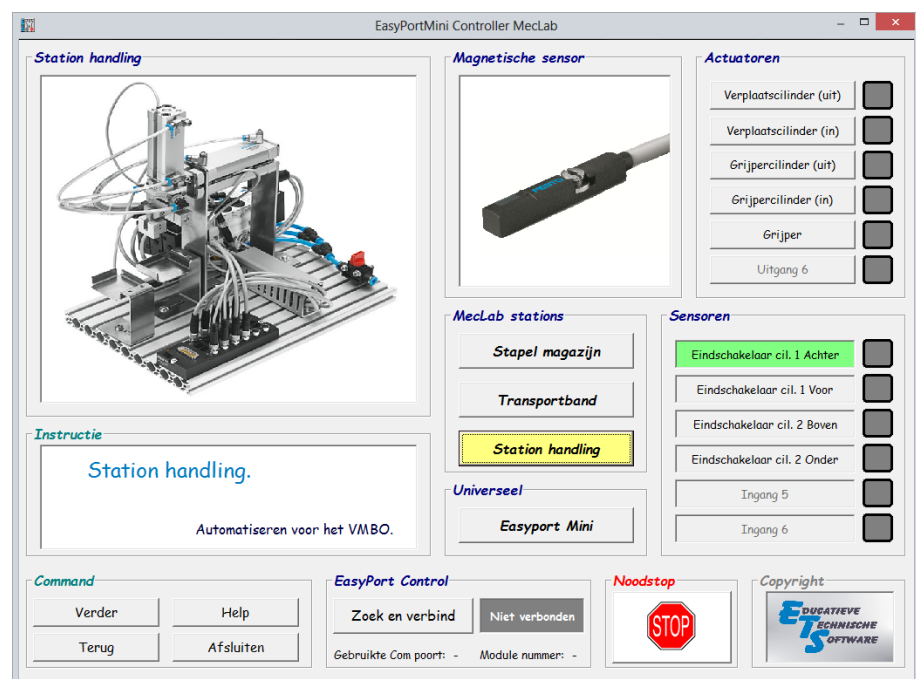 EasyPortMini Controller MecLab
Station handling
Magnetische sensor
FESTO
Actuatoren
Verplaatscilinder (uit)
Verplaatscilinder (in)
Grijpercilinder (uit)
Grijpercilinder (in)
Grijper
Uitgang 6
MecLab stations
Stapel magazijn
Transportband
Station handling
Sensoren
Eindschakelaar cil. 1 Achter
Eindschakelaar cil. 1 Voor
Eindschakelaar cil. 2 Boven
Eindschakelaar cil. 2 Onder
Ingang 5
Ingang 6
Instructie
Station handling.
Automatiseren voor het VMBO.
Universeel
Easyport Mini
Command
Verder
Help
Terug
Afsluiten
EasyPort Control
Zoek en verbind
Niet verbonden
Gebruikte Com poort: -
Module nummer: -
Noodstop
STOP
Copyright
EDUCATIEVE
TECHNISCHE
SOFTWARE